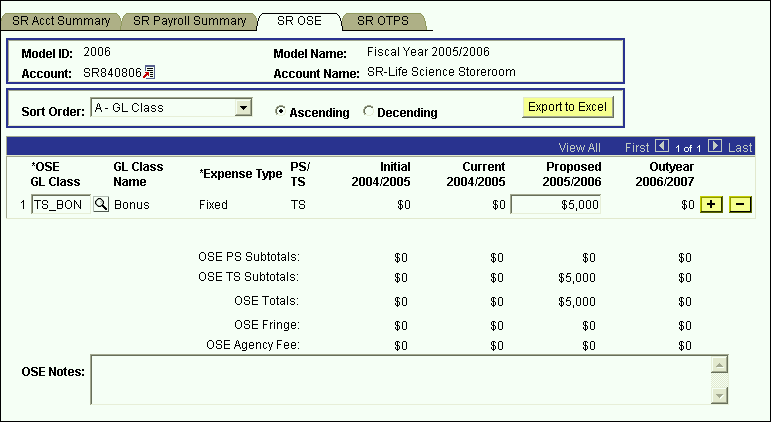 SR Acct Summary SR Payroll Summary SR OSE SR OTPS
Model ID: 2006 Model Name: Fiscal Year 2005/2006
Account: SR840806 Account Name: SR-Life Science Storeroom
Sort Order: A - GL Class Ascending Decending Export to Excel
View All First 1 of 1 Last
*OSE GL Class PS/ Initial Current Proposed Outyear
GL Class Name *Expense Type TS 2004/2005 2004/2005 2005/2006 2006/2007
1 TS_BON Bonus Fixed TS $0 $0 $5,000 $0 + −
OSE PS Subtotals: $0 $0 $0 $0
OSE TS Subtotals: $0 $0 $5,000 $0
OSE Totals: $0 $0 $5,000 $0
OSE Fringe: $0 $0 $0 $0
OSE Agency Fee: $0 $0 $0 $0
OSE Notes: